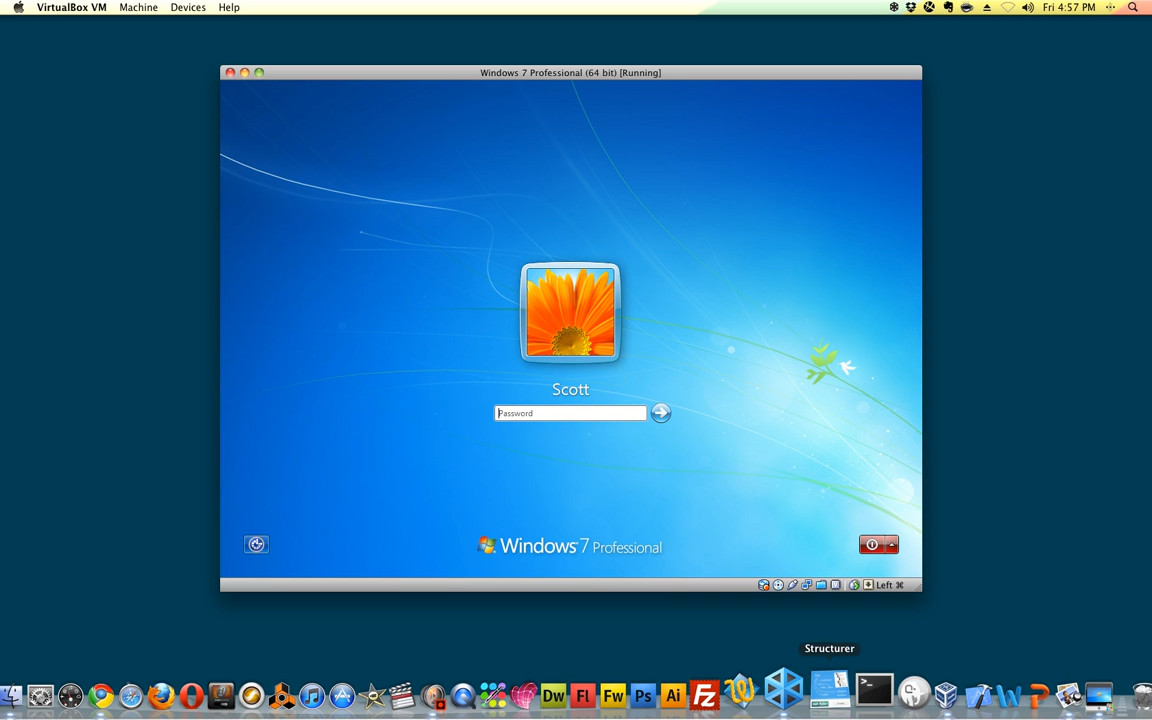 VirtualBox VM Machine Devices Help
Fri 4:57 PM
Windows 7 Professional (64 bit) [Running]
Scott
Password
Windows 7 Professional
Left ⌘
Structurer
Dw Fl Fw Ps Ai Fz